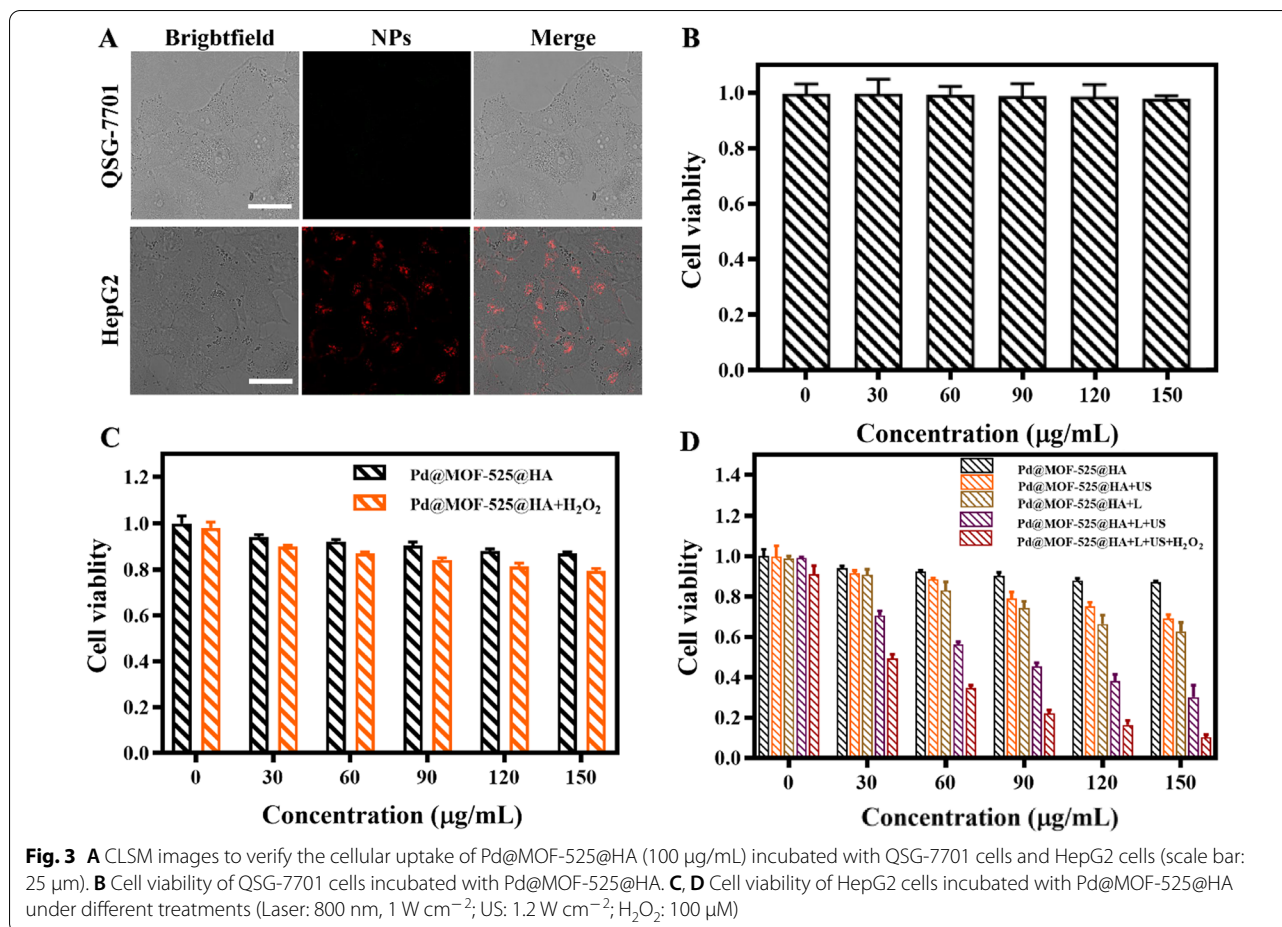 A
Brigbtfield NPs Merge
QSG-7701
HepG2
B
Cell viablity
1.0
0.8
0.6
0.4
0.2
0.0
0 30 60 90 120 150
Concentration (μg/mL)
C
Cell viablity
1.2
1.0
0.8
0.6
0.4
0.2
0.0
Pd@MOF-525@HA
Pd@MOF-525@HA+H₂O₂
0 30 60 90 120 150
Concentration (μg/mL)
D
Cell viablity
1.4
1.2
1.0
0.8
0.6
0.4
0.2
0.0
Pd@MOF-525@HA
Pd@MOF-525@HA+US
Pd@MOF-525@HA+L
Pd@MOF-525@HA+L+US
Pd@MOF-525@HA+L+US+H₂O₂
0 30 60 90 120 150
Concentration (μg/mL)
Fig. 3 A CLSM images to verify the cellular uptake of Pd@MOF-525@HA (100 μg/mL) incubated with QSG-7701 cells and HepG2 cells (scale bar:
25 μm). B Cell viability of QSG-7701 cells incubated with Pd@MOF-525@HA. C, D Cell viability of HepG2 cells incubated with Pd@MOF-525@HA
under different treatments (Laser: 800 nm, 1 W cm⁻²; US: 1.2 W cm⁻²; H₂O₂: 100 μM)